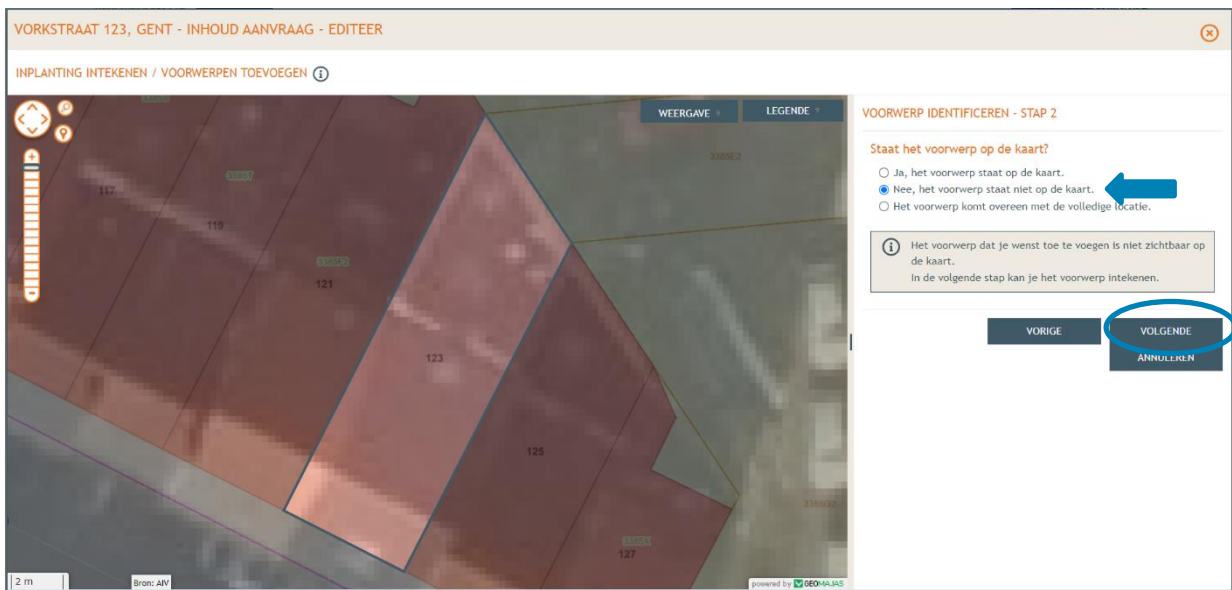 VORKSTRAAT 123, GENT - INHOUD AANVRAAG - EDITEER
INPLANTING INTEKENEN / VOORWERPEN TOEVOEGEN
WEERGAVE
LEGENDE
117
119
121
123
125
127
2 m
Bron: AIV
powered by GEOMAJAS
VOORWERP IDENTIFICEREN - STAP 2
Staat het voorwerp op de kaart?
Ja, het voorwerp staat op de kaart.
Nee, het voorwerp staat niet op de kaart.
Het voorwerp komt overeen met de volledige locatie.
Het voorwerp dat je wenst toe te voegen is niet zichtbaar op
de kaart.
In de volgende stap kan je het voorwerp intekenen.
VORIGE
VOLGENDE
ANNULEREN